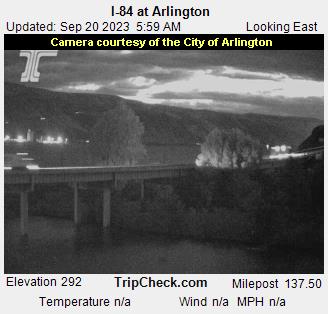 I-84 at Arlington
Updated: Sep 20 2023 5:59 AM Looking East
Camera courtesy of the City of Arlington
Elevation 292 TripCheck.com Milepost 137.50
Temperature n/a Wind n/a MPH n/a